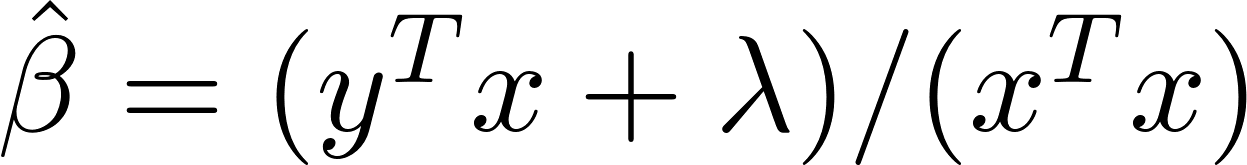 β̂ = (yᵀx + λ)/(xᵀx)